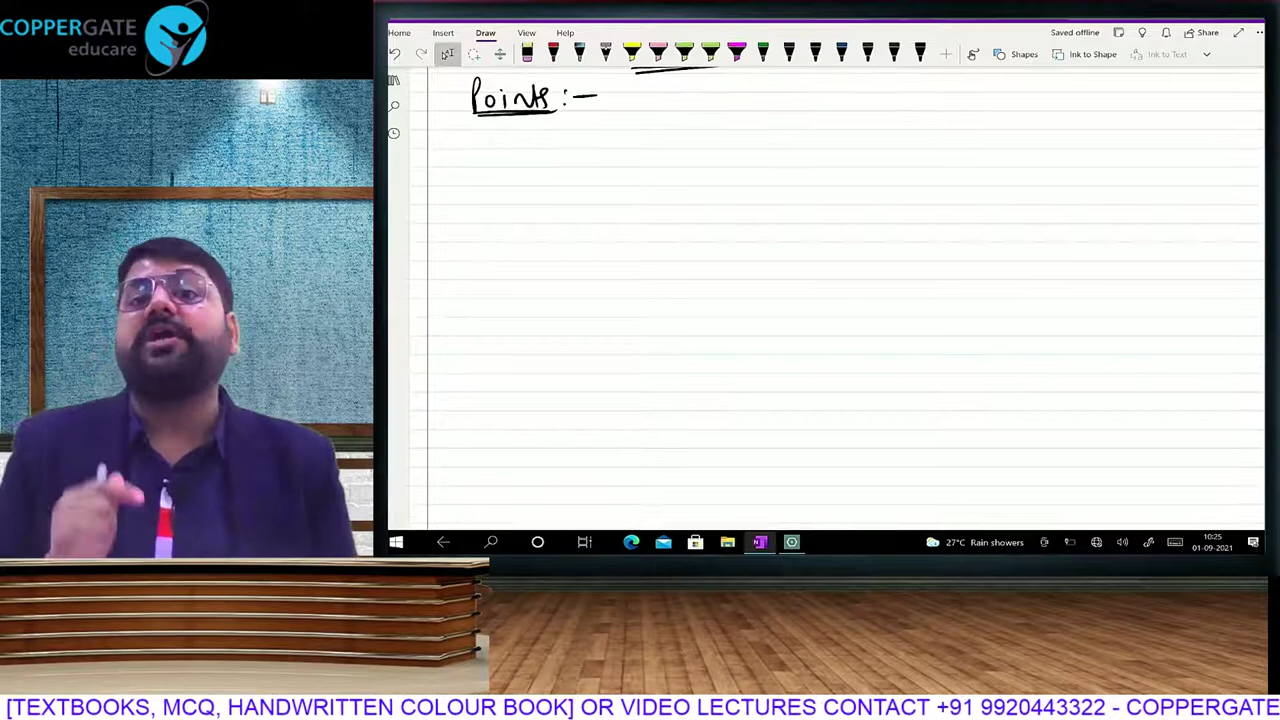 COPPERGATE
educare
Home Insert Draw View Help
Saved offline
Share
Shapes
Ink to Shape
Ink to Text
Points :-
27°C Rain showers
10:25
01-09-2021
[TEXTBOOKS, MCQ, HANDWRITTEN COLOUR BOOK] OR VIDEO LECTURES CONTACT +91 9920443322 - COPPERGATE